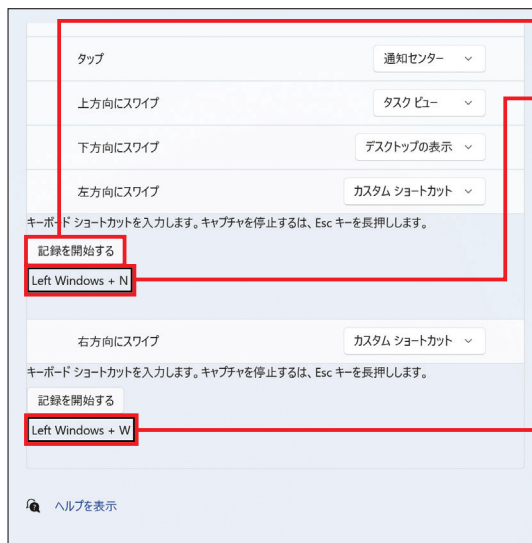 タップ
通知センター
上方向にスワイプ
タスク ビュー
下方向にスワイプ
デスクトップの表示
左方向にスワイプ
カスタム ショートカット
キーボード ショートカットを入力します。キャプチャを停止するは、Esc キーを長押しします。
記録を開始する
Left Windows + N
右方向にスワイプ
カスタム ショートカット
キーボード ショートカットを入力します。キャプチャを停止するは、Esc キーを長押しします。
記録を開始する
Left Windows + W
ヘルプを表示